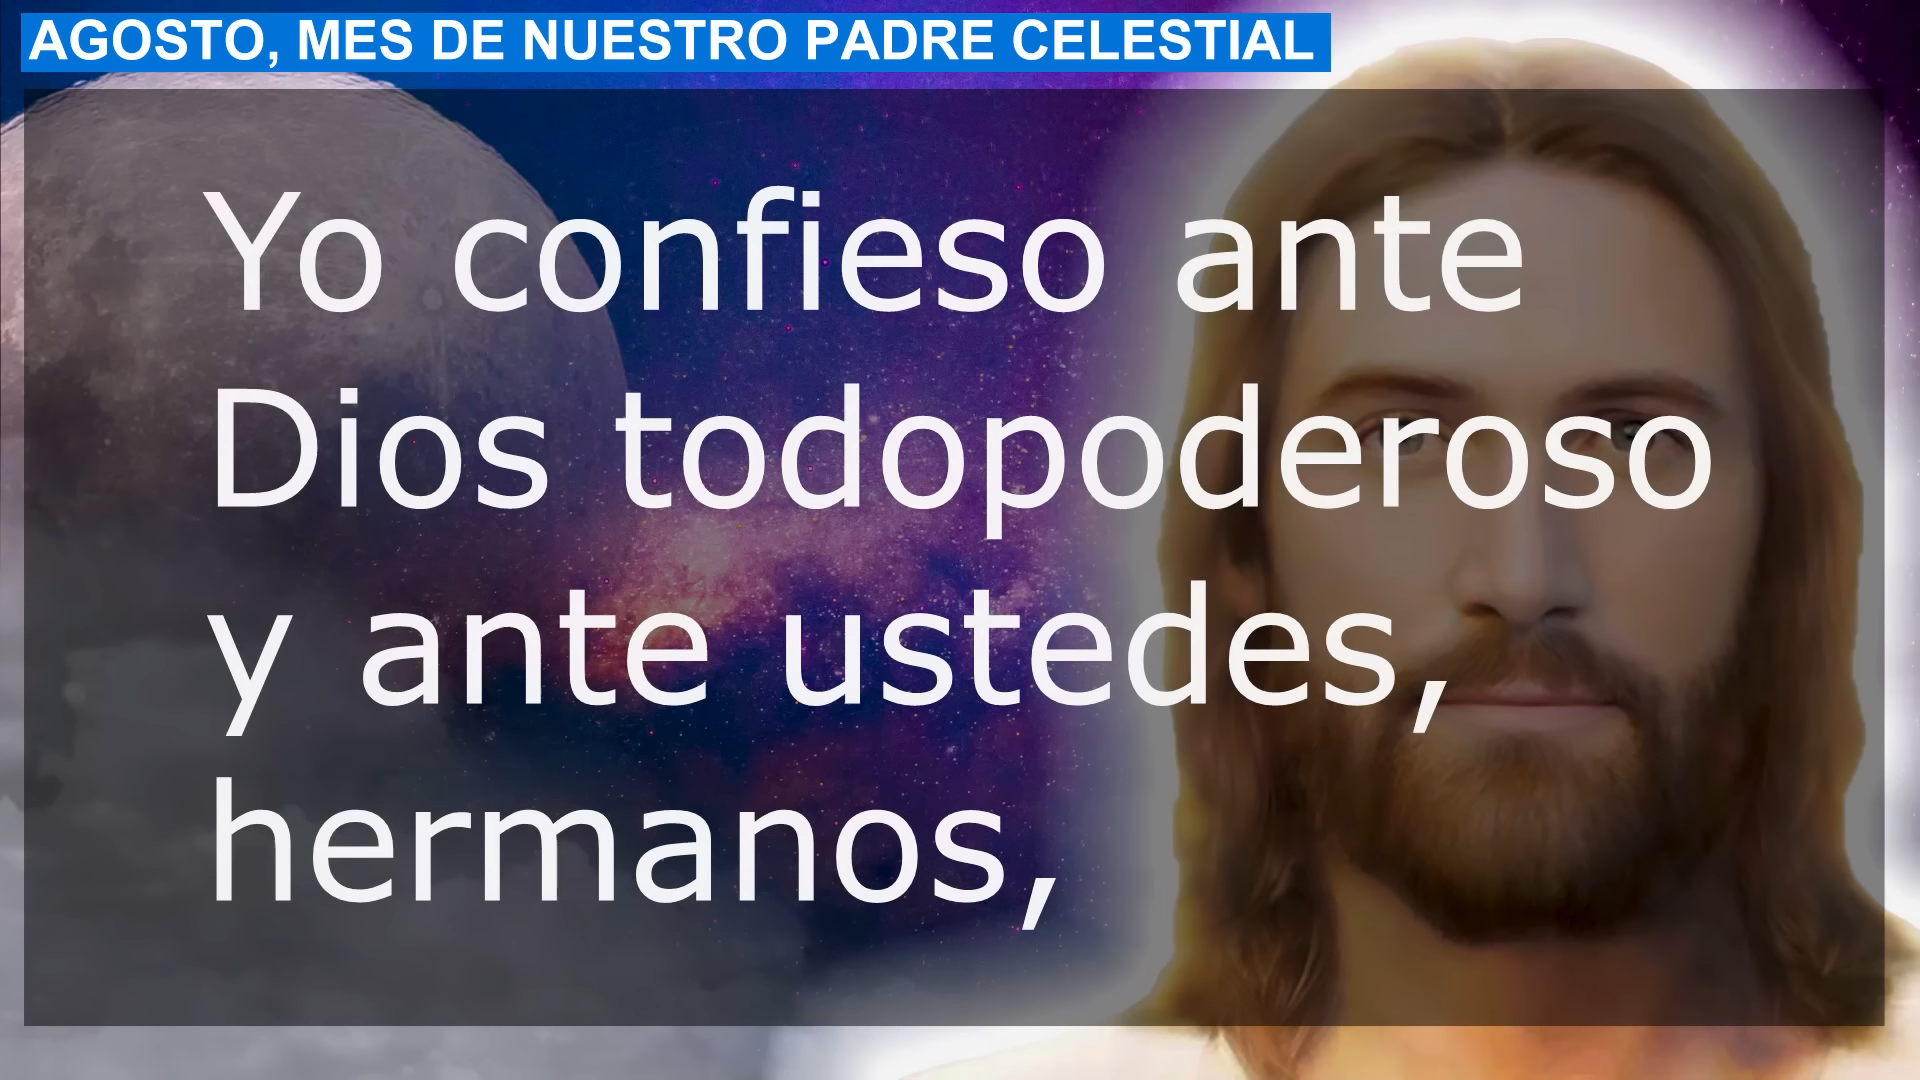 AGOSTO, MES DE NUESTRO PADRE CELESTIAL
Yo confieso ante
Dios todopoderoso
y ante ustedes,
hermanos,